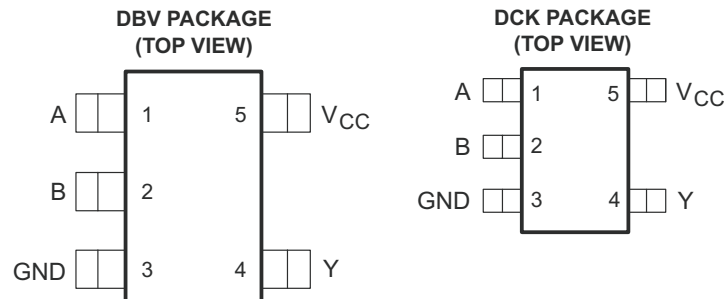 DBV PACKAGE
(TOP VIEW)
A 1 5 VCC
B 2
GND 3 4 Y
DCK PACKAGE
(TOP VIEW)
A 1 5 VCC
B 2
GND 3 4 Y